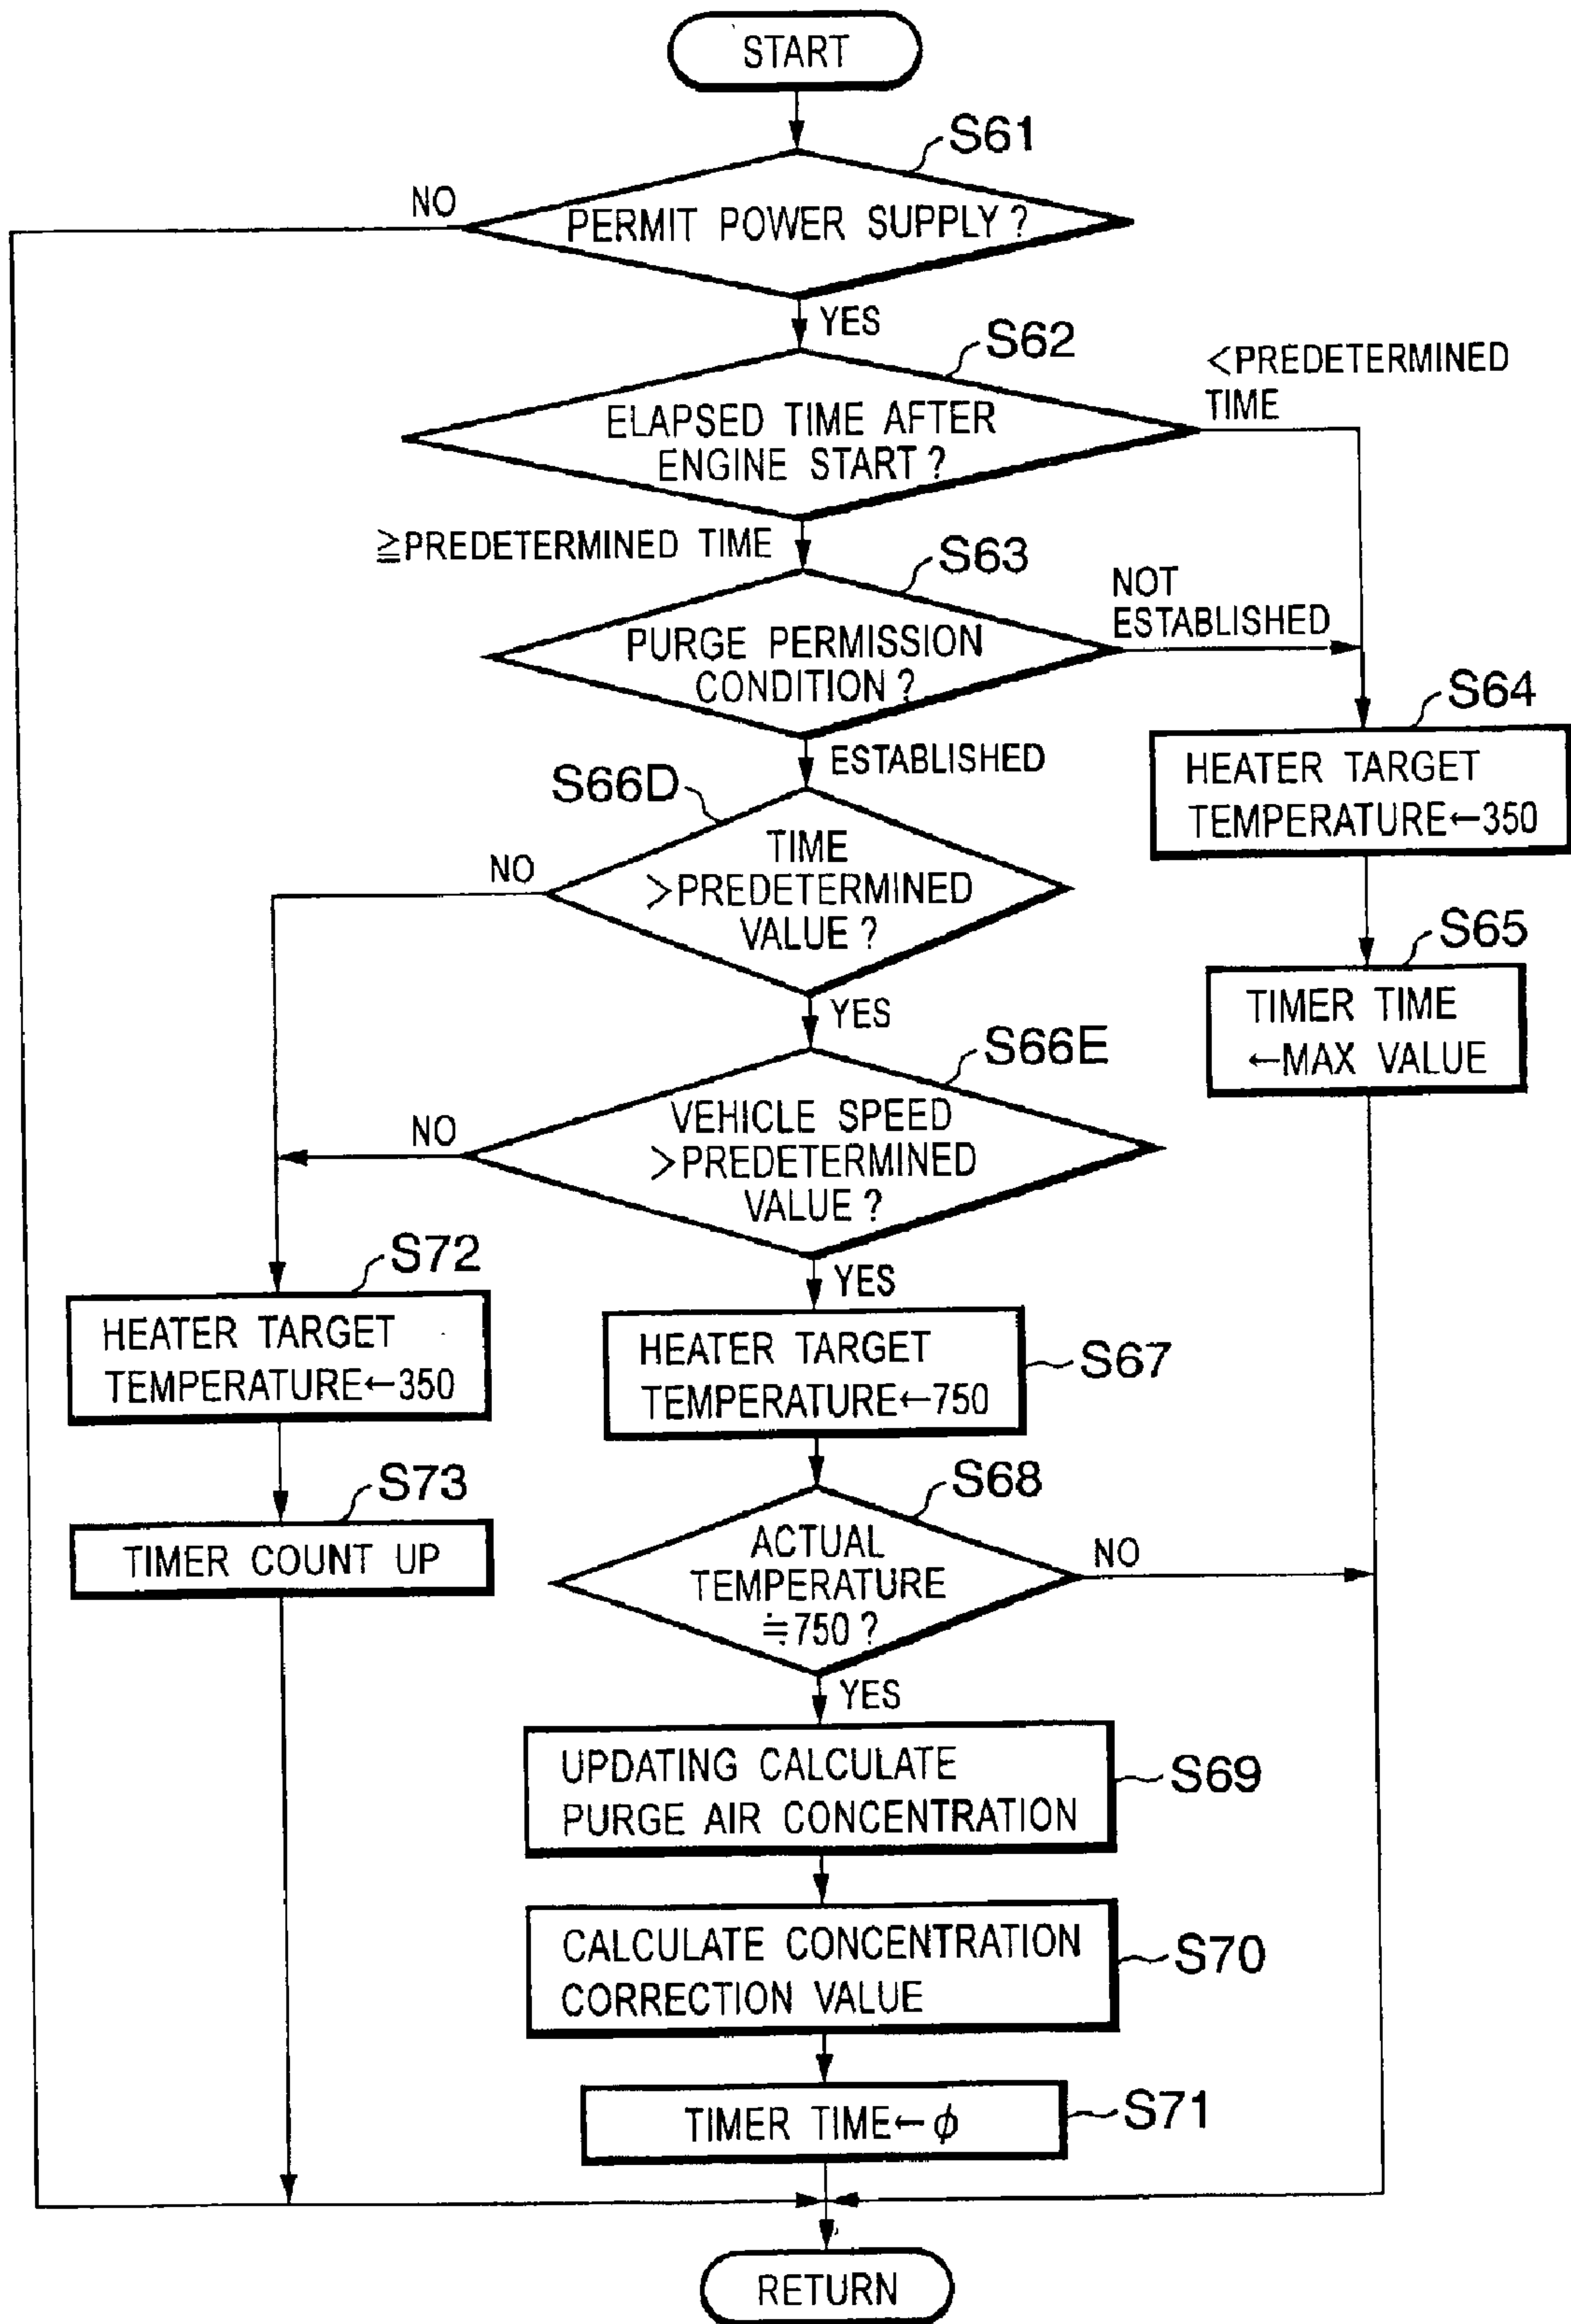 START
S61
NO
PERMIT POWER SUPPLY?
YES
S62
<PREDETERMINED
TIME
ELAPSED TIME AFTER
ENGINE START?
≧PREDETERMINED TIME
S63
NOT
ESTABLISHED
PURGE PERMISSION
CONDITION?
S64
ESTABLISHED
HEATER TARGET
TEMPERATURE←350
S66D
TIME
>PREDETERMINED
VALUE?
NO
S65
YES
TIMER TIME
←MAX VALUE
S66E
VEHICLE SPEED
>PREDETERMINED
VALUE?
NO
S72
YES
HEATER TARGET
TEMPERATURE←350
HEATER TARGET
TEMPERATURE←750
S67
S73
S68
TIMER COUNT UP
ACTUAL
TEMPERATURE
≒750?
NO
YES
UPDATING CALCULATE
PURGE AIR CONCENTRATION
S69
CALCULATE CONCENTRATION
CORRECTION VALUE
S70
TIMER TIME←φ
S71
RETURN